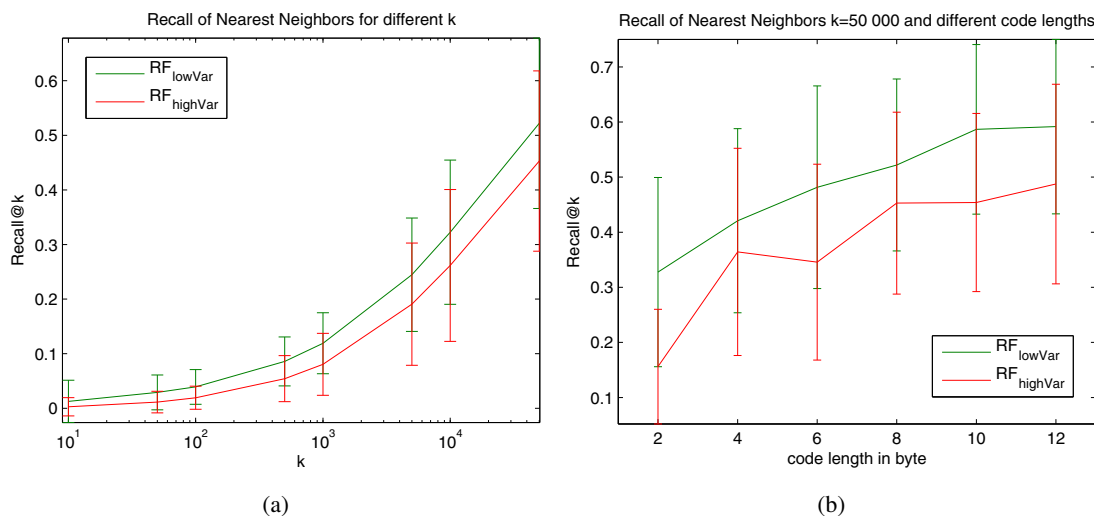 Recall of Nearest Neighbors for different k
0.6
0.5
0.4
0.3
0.2
0.1
0
Recall@k
RF_lowVar
RF_highVar
10^1
10^2
10^3
10^4
k
(a)
Recall of Nearest Neighbors k=50 000 and different code lengths
0.7
0.6
0.5
0.4
0.3
0.2
0.1
Recall@k
RF_lowVar
RF_highVar
2
4
6
8
10
12
code length in byte
(b)